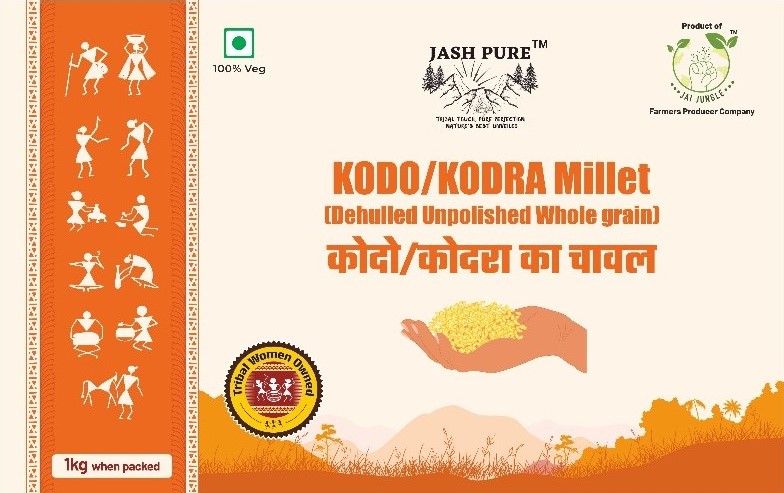 100% Veg
JASH PURE™
TRIBAL TOUCH, PURE PERFECTION
NATURE'S BEST UNVEILED
Product of
TM
JAI JUNGLE
Farmers Producer Company
KODO/KODRA Millet
(Dehulled Unpolished Whole grain)
कोदो/कोदरा का चावल
Tribal Women Owned
1kg when packed